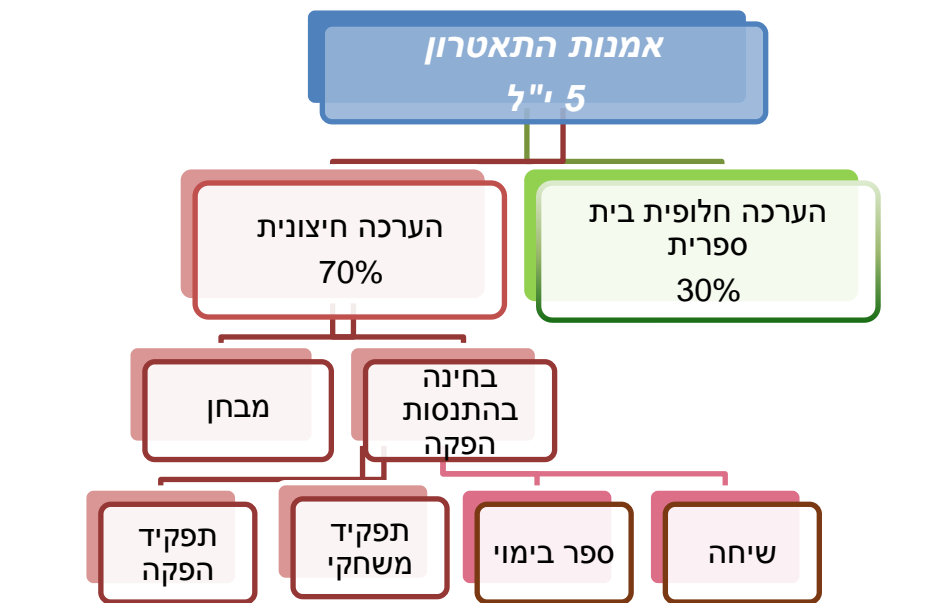 אמנות התאטרון
5 י"ל
הערכה חלופית בית
ספרית
30%
הערכה חיצונית
70%
בחינה
בהתנסות
הפקה
מבחן
שיחה
ספר בימוי
תפקיד
משחקי
תפקיד
הפקה